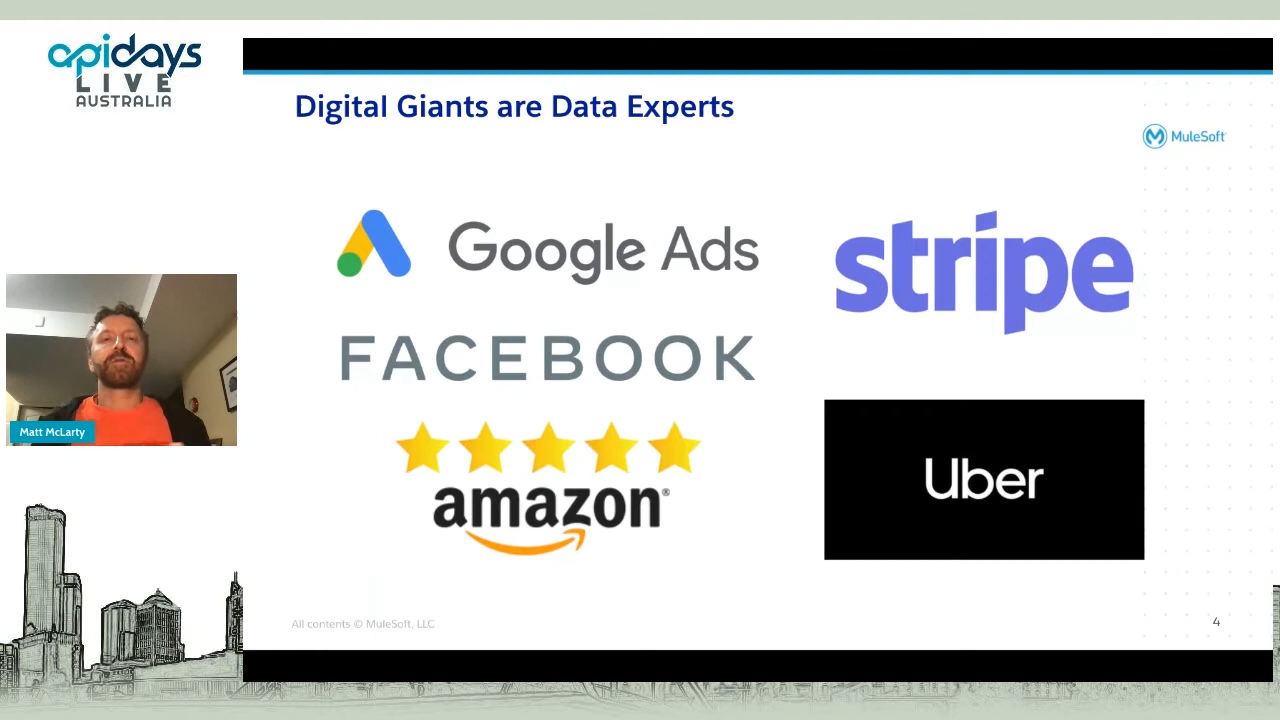 apidays
LIVE
AUSTRALIA
Digital Giants are Data Experts
MuleSoft
Google Ads
stripe
FACEBOOK
amazon®
Uber
Matt McLarty
All contents © MuleSoft, LLC
4